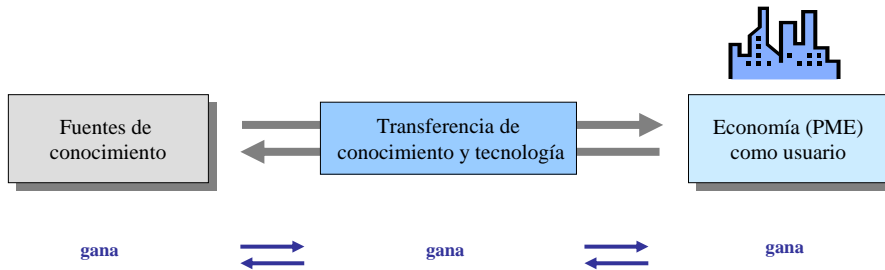 Fuentes de
conocimiento
Transferencia de
conocimiento y tecnología
Economía (PME)
como usuario
gana
gana
gana